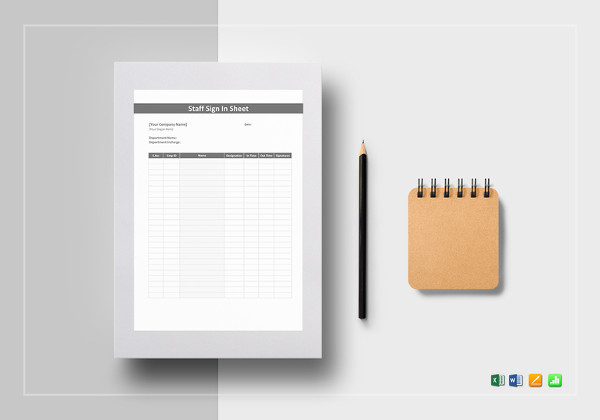 Staff Sign In Sheet
[Your Company Name]
[Your Slogan Here]
Date:
Department Name:
Department Incharge:
S.No Emp ID Name Designation In Time Out Time Signature